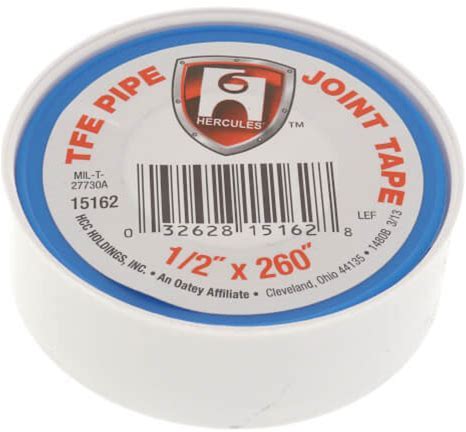 TFE PIPE JOINT TAPE
6
HERCULES
™
MIL-T-
27730A
15162
LEF
0 32628 15162 8
1/2" x 260"
HCC HOLDINGS, INC. • An Oatey Affiliate • Cleveland, Ohio 44135 • 1480B 3/13